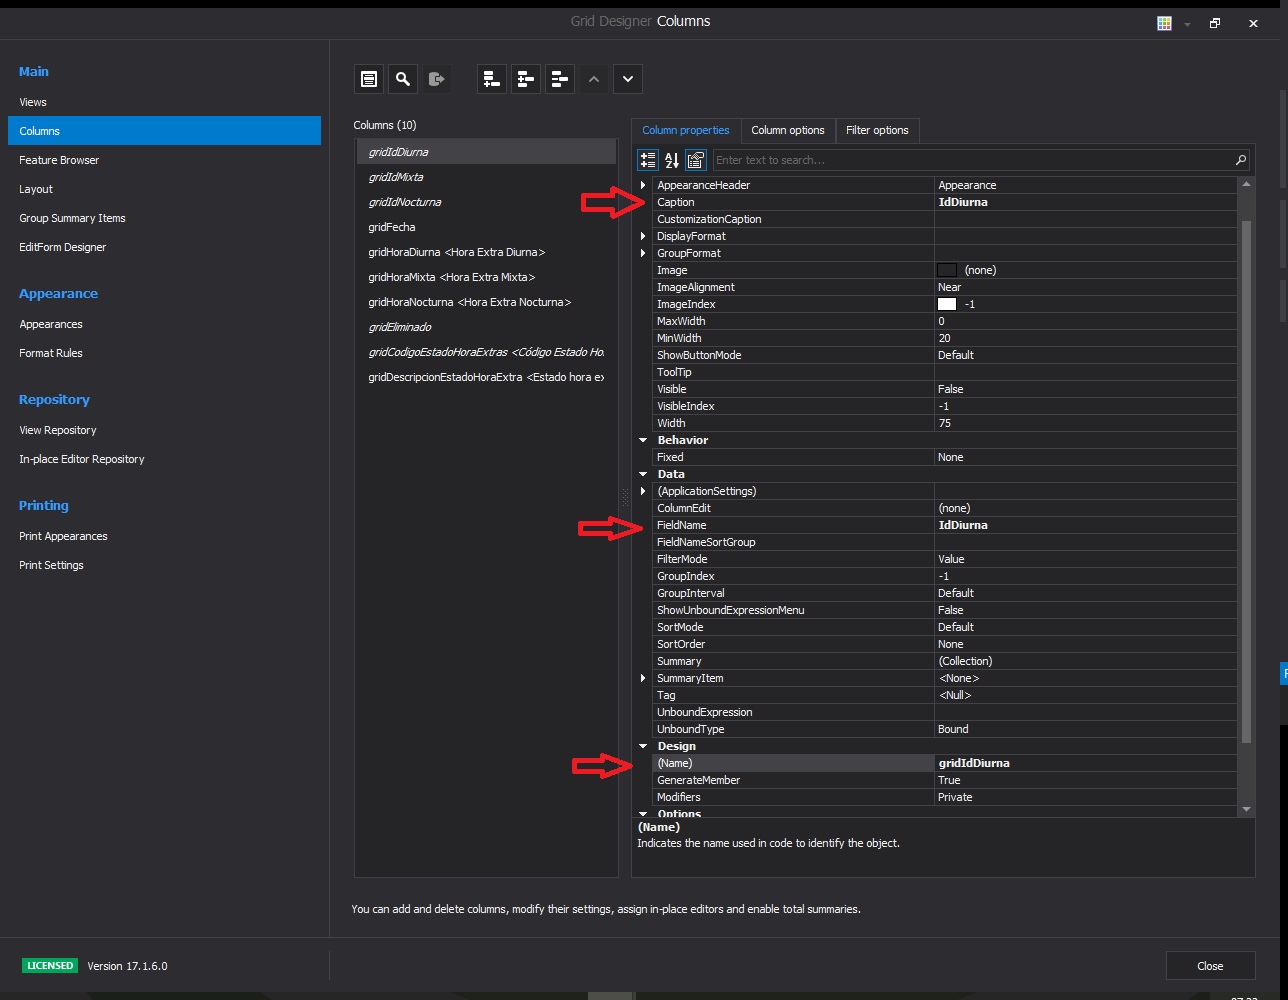 Grid Designer Columns
Main
Views
Columns
Feature Browser
Layout
Group Summary Items
EditForm Designer
Appearance
Appearances
Format Rules
Repository
View Repository
In-place Editor Repository
Printing
Print Appearances
Print Settings
Columns (10)
gridIdDiurna
gridIdMixta
gridIdNocturna
gridFecha
gridHoraDiurna <Hora Extra Diurna>
gridHoraMixta <Hora Extra Mixta>
gridHoraNocturna <Hora Extra Nocturna>
gridEliminado
gridCodigoEstadoHoraExtras <Código Estado Ho
gridDescripcionEstadoHoraExtra <Estado hora ex
Column properties Column options Filter options
Enter text to search...
AppearanceHeader Appearance
Caption IdDiurna
CustomizationCaption
DisplayFormat
GroupFormat
Image (none)
ImageAlignment Near
ImageIndex -1
MaxWidth 0
MinWidth 20
ShowButtonMode Default
ToolTip
Visible False
VisibleIndex -1
Width 75
Behavior
Fixed None
Data
(ApplicationSettings)
ColumnEdit (none)
FieldName IdDiurna
FieldNameSortGroup
FilterMode Value
GroupIndex -1
GroupInterval Default
ShowUnboundExpressionMenu False
SortMode Default
SortOrder None
Summary (Collection)
SummaryItem <None>
Tag <Null>
UnboundExpression
UnboundType Bound
Design
(Name) gridIdDiurna
GenerateMember True
Modifiers Private
Options
(Name)
Indicates the name used in code to identify the object.
You can add and delete columns, modify their settings, assign in-place editors and enable total summaries.
LICENSED Version 17.1.6.0
Close